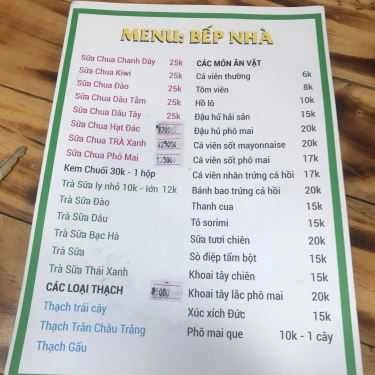 MENU: BẾP NHÀ
Sữa Chua Chanh Dây 25k
Sữa Chua Kiwi 25k
Sữa Chua Đào 25k
Sữa Chua Dâu Tằm 25k
Sữa Chua Dâu Tây 25k
Sữa Chua Hạt Đác
Sữa Chua TRÀ Xanh
Sữa Chua Phô Mai
Kem Chuối 30k - 1 hộp
Trà Sữa ly nhỏ 10k - lớn 12k
Trà Sữa Đào
Trà Sữa Dâu
Trà Sữa Bạc Hà
Trà Sữa
Trà Sữa Thái Xanh
CÁC LOẠI THẠCH
Thạch trái cây
Thạch Trân Châu Trắng
Thạch Gấu
CÁC MÓN ĂN VẶT
Cá viên thường 6k
Tôm viên 8k
Hồ lô 10k
Đậu hũ hải sản 15k
Đậu hủ phô mai 20k
Cá viên sốt mayonnaise 20k
Cá viên sốt phô mai 17k
Cá viên nhân trứng cá hồi 17k
Bánh bao trứng cá hồi 20k
Thanh cua 15k
Tô sorimi 15k
Sữa tươi chiên 20k
Sò điệp tẩm bột 21k
Khoai tây chiên 15k
Khoai tây lắc phô mai 20k
Xúc xích Đức 15k
Phô mai que 10k - 1 cây